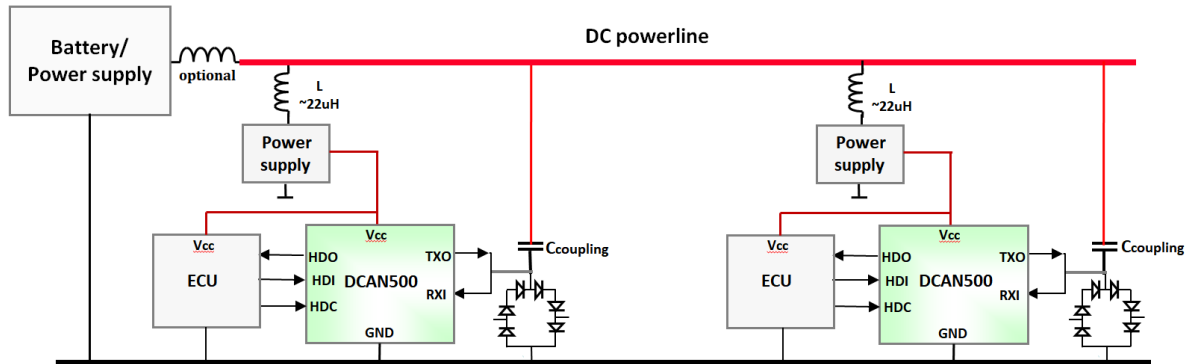 Battery/
Power supply
optional
DC powerline
L
~22uH
L
~22uH
Power
supply
Power
supply
Vcc
ECU
Vcc
HDO
HDI
HDC
DCAN500
TXO
RXI
GND
Ccoupling
Vcc
ECU
Vcc
HDO
HDI
HDC
DCAN500
TXO
RXI
GND
Ccoupling